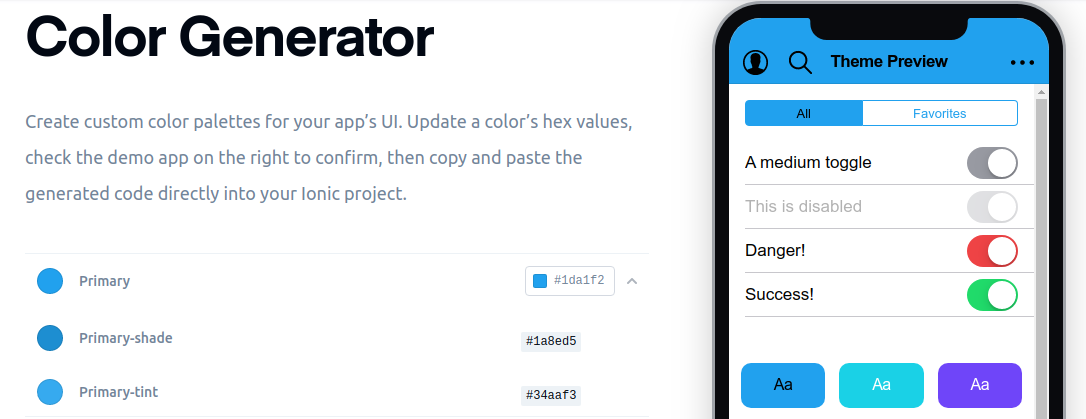 Color Generator
Create custom color palettes for your app's UI. Update a color's hex values,
check the demo app on the right to confirm, then copy and paste the
generated code directly into your Ionic project.
Primary
#1da1f2
Primary-shade
#1a8ed5
Primary-tint
#34aaf3
Theme Preview
All
Favorites
A medium toggle
This is disabled
Danger!
Success!
Aa
Aa
Aa